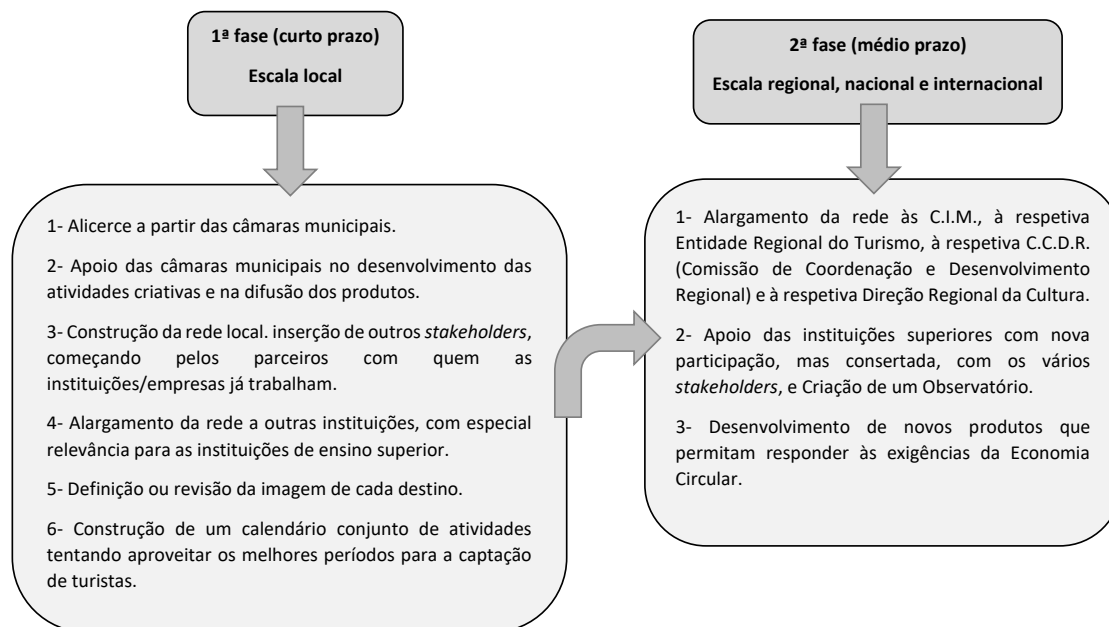 1ª fase (curto prazo)
Escala local
1- Alicerce a partir das câmaras municipais.
2- Apoio das câmaras municipais no desenvolvimento das
atividades criativas e na difusão dos produtos.
3- Construção da rede local. inserção de outros stakeholders,
começando pelos parceiros com quem as
instituições/empresas já trabalham.
4- Alargamento da rede a outras instituições, com especial
relevância para as instituições de ensino superior.
5- Definição ou revisão da imagem de cada destino.
6- Construção de um calendário conjunto de atividades
tentando aproveitar os melhores períodos para a captação
de turistas.
2ª fase (médio prazo)
Escala regional, nacional e internacional
1- Alargamento da rede às C.I.M., à respetiva
Entidade Regional do Turismo, à respetiva C.C.D.R.
(Comissão de Coordenação e Desenvolvimento
Regional) e à respetiva Direção Regional da Cultura.
2- Apoio das instituições superiores com nova
participação, mas consertada, com os vários
stakeholders, e Criação de um Observatório.
3- Desenvolvimento de novos produtos que
permitam responder às exigências da Economia
Circular.